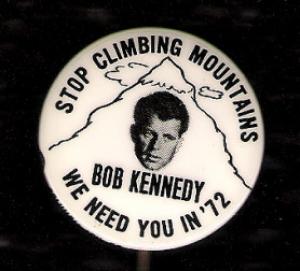 STOP CLIMBING MOUNTAINS
BOB KENNEDY
WE NEED YOU IN '72